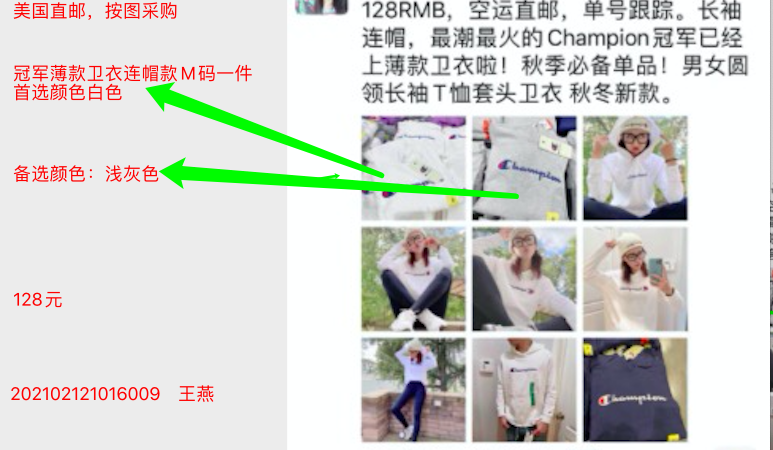 美国直邮，按图采购
冠军薄款卫衣连帽款M码一件
首选颜色白色
备选颜色：浅灰色
128元
202102121016009 王燕
128RMB，空运直邮，单号跟踪。长袖
连帽，最潮最火的Champion冠军已经
上薄款卫衣啦！秋季必备单品！男女圆
领长袖T恤套头卫衣 秋冬新款。
Champion
Champion